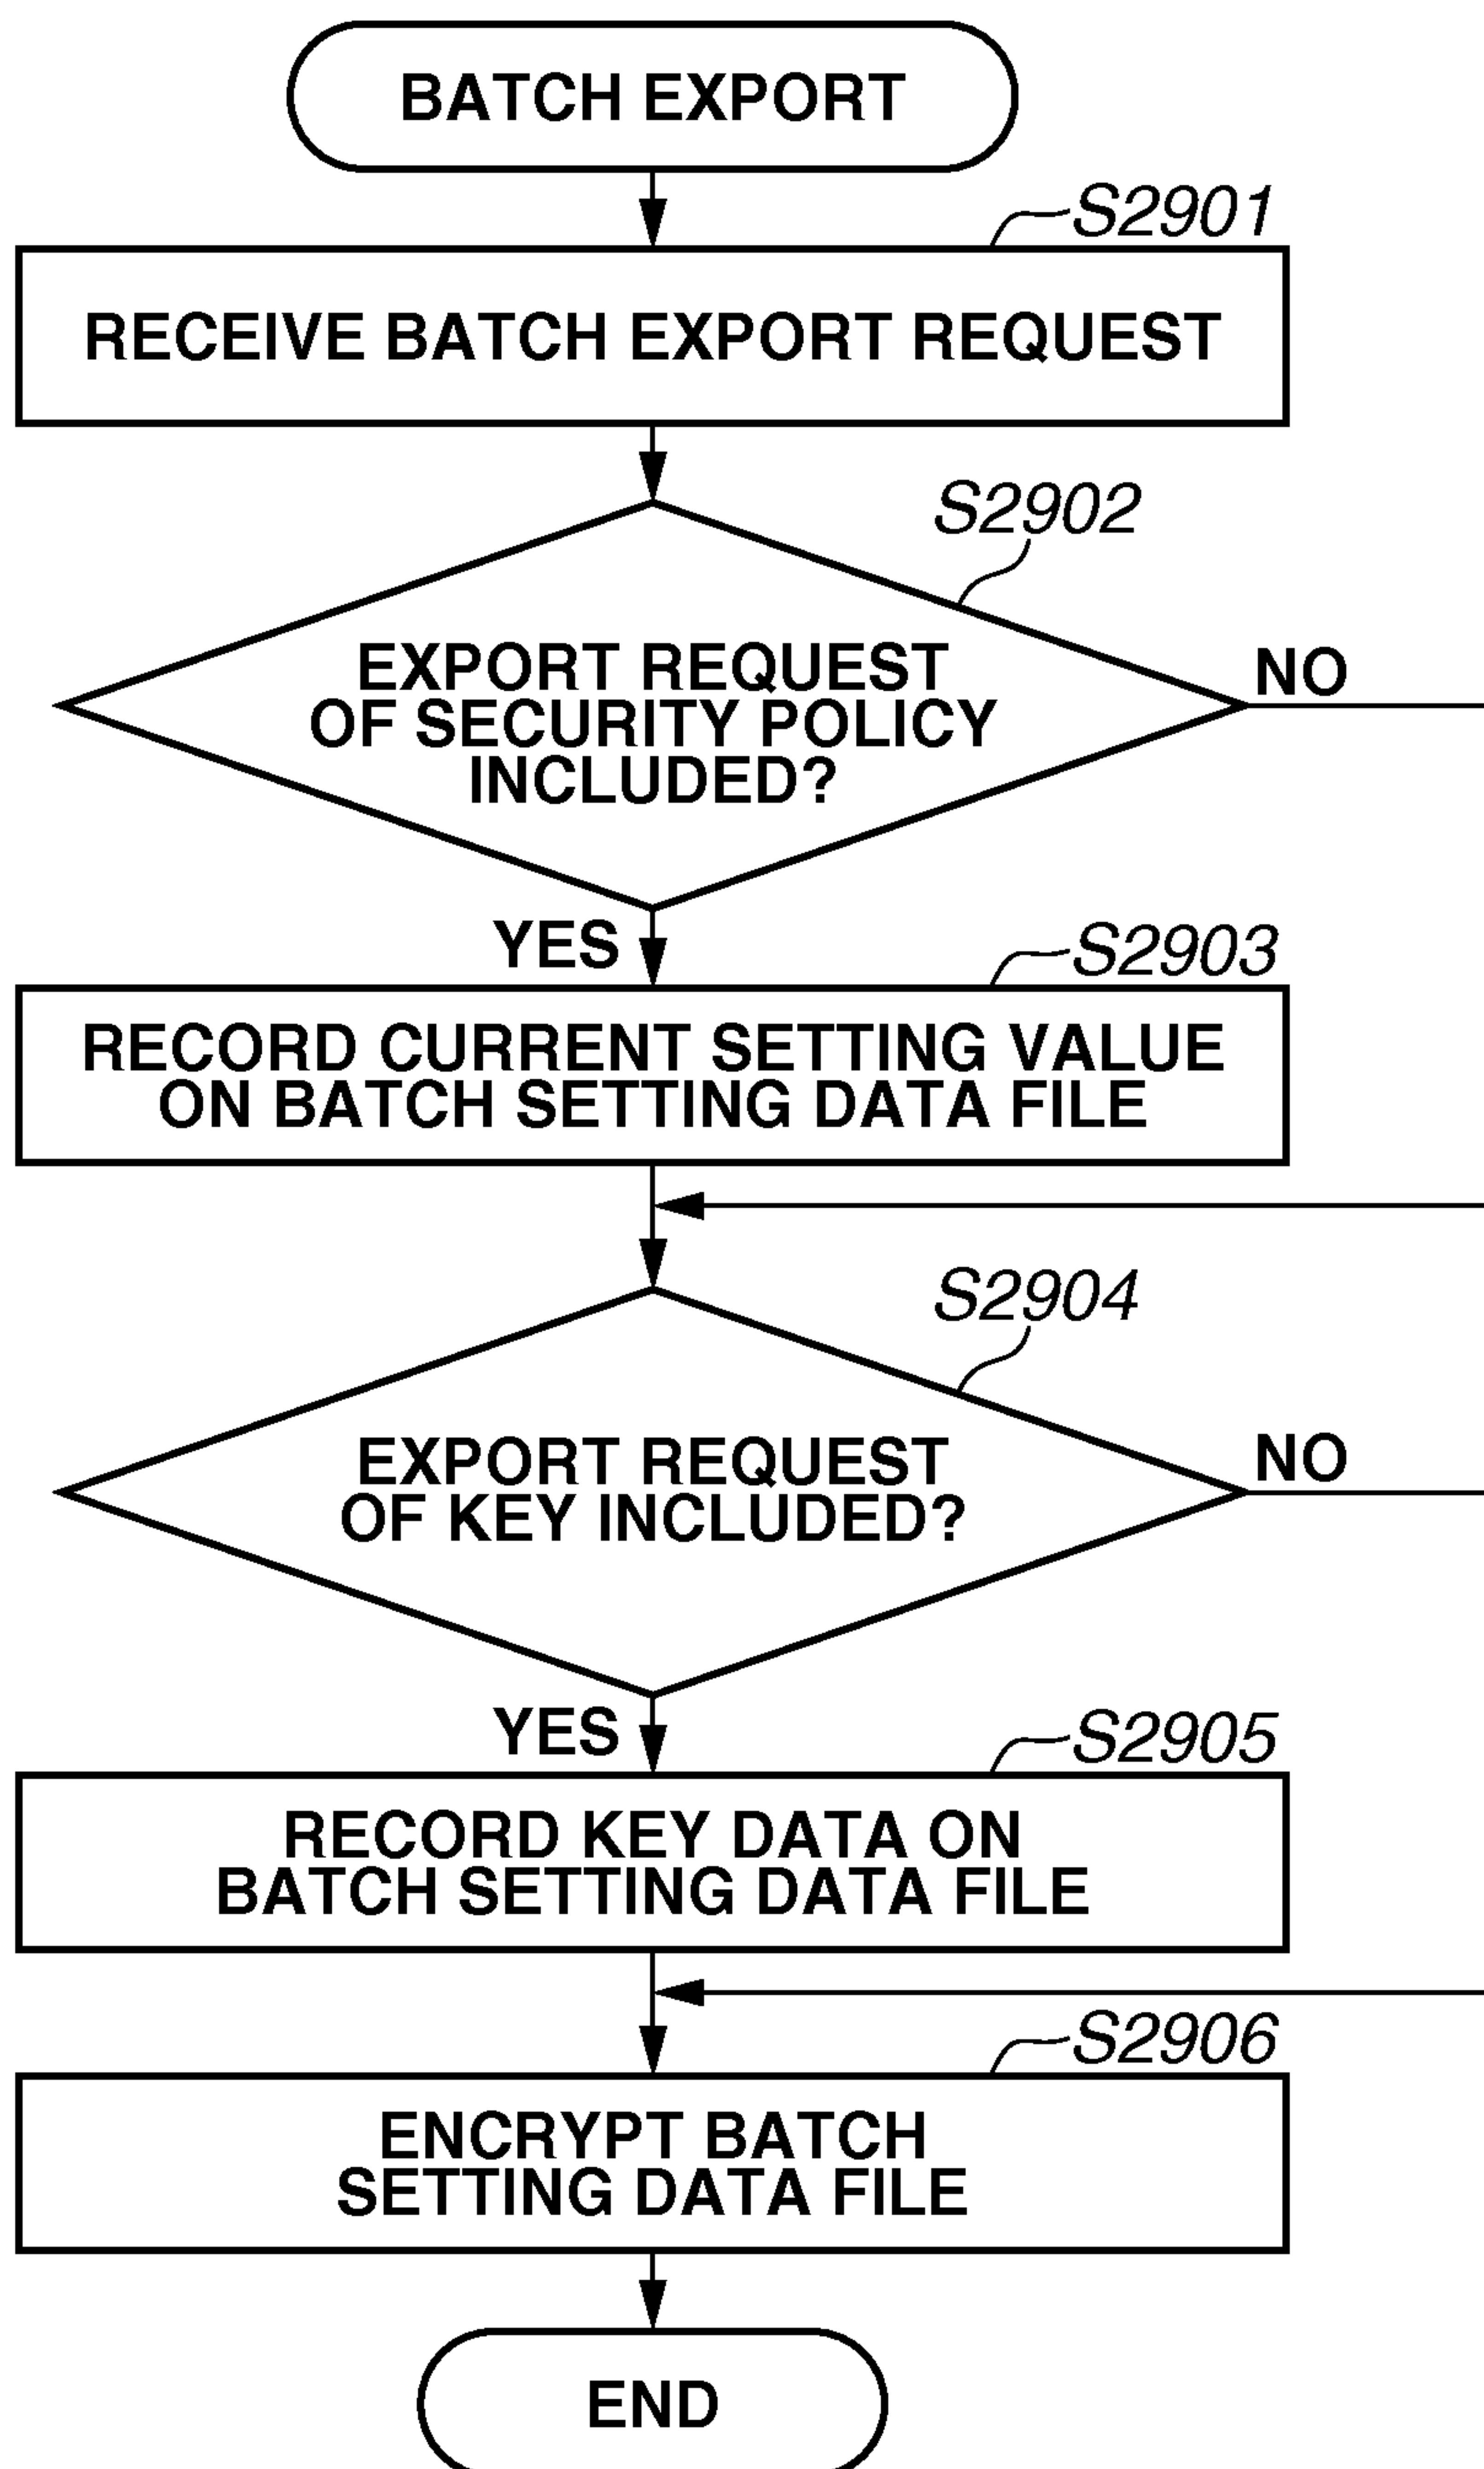 BATCH EXPORT
S2901
RECEIVE BATCH EXPORT REQUEST
S2902
EXPORT REQUEST
OF SECURITY POLICY
INCLUDED?
NO
YES
S2903
RECORD CURRENT SETTING VALUE
ON BATCH SETTING DATA FILE
S2904
EXPORT REQUEST
OF KEY INCLUDED?
NO
YES
S2905
RECORD KEY DATA ON
BATCH SETTING DATA FILE
S2906
ENCRYPT BATCH
SETTING DATA FILE
END